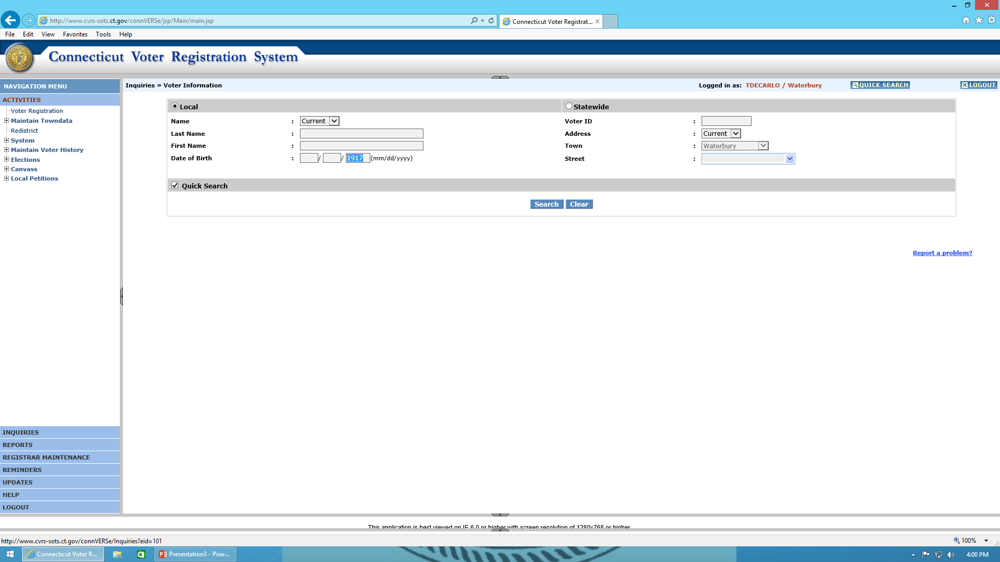 http://www.cvrs-sots.ct.gov/connVERSe/jsp/Main/main.jsp
Connecticut Voter Registrat...
File Edit View Favorites Tools Help
Connecticut Voter Registration System
NAVIGATION MENU
Inquiries » Voter Information
Logged in as: TDECARLO / Waterbury
QUICK SEARCH
LOGOUT
ACTIVITIES
Voter Registration
Maintain Towndata
Redistrict
System
Maintain Voter History
Elections
Canvass
Local Petitions
Local
Statewide
Name : Current
Voter ID :
Last Name :
Address : Current
First Name :
Town : Waterbury
Date of Birth : / / 1917 (mm/dd/yyyy)
Street :
Quick Search
Search Clear
Report a problem?
INQUIRIES
REPORTS
REGISTRAR MAINTENANCE
REMINDERS
UPDATES
HELP
LOGOUT
This application is best viewed on IE 6.0 or higher with screen resolution of 1280x768 or higher
http://www.cvrs-sots.ct.gov/connVERSe/Inquiries?eid=101
100%
Connecticut Voter R...
Presentation3 - Pow...
4:00 PM